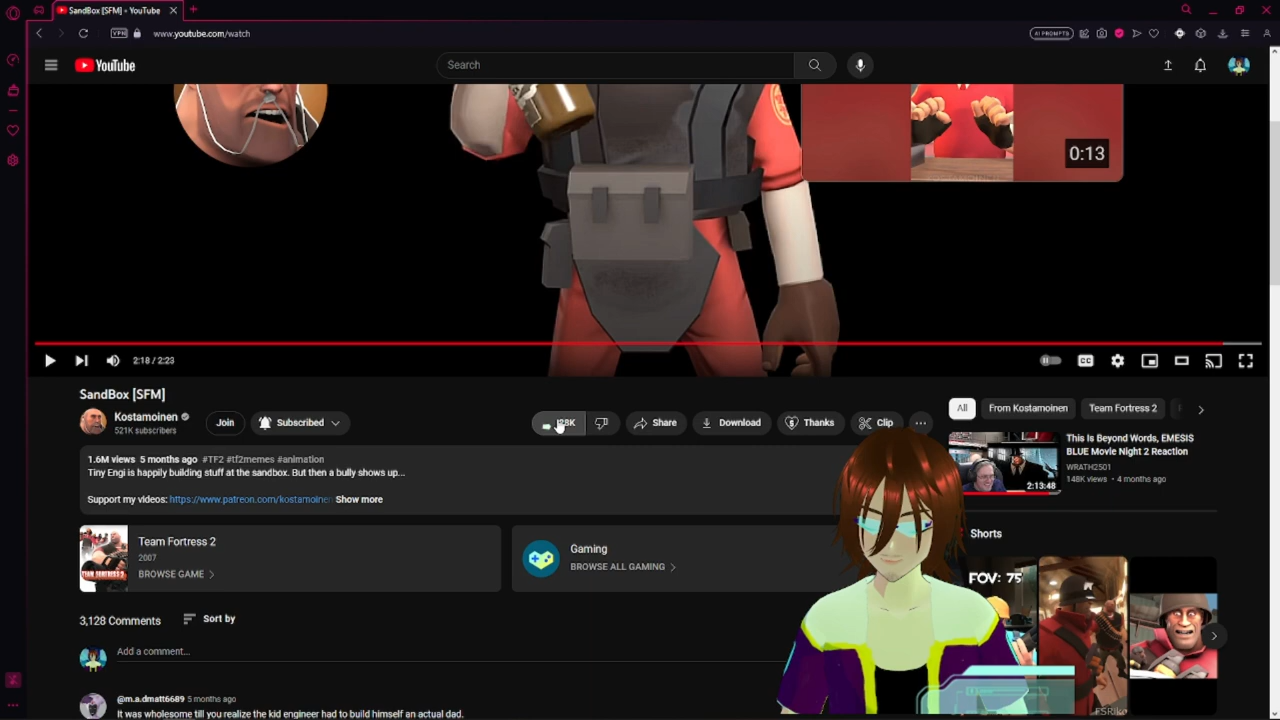 SandBox [SFM] - YouTube
VPN
www.youtube.com/watch
AI PROMPTS
YouTube
Search
0:13
2:18 / 2:23
CC
SandBox [SFM]
Kostamoinen
521K subscribers
Join
Subscribed
Share
Download
Thanks
Clip
1.6M views 5 months ago #TF2 #tf2memes #animation
Tiny Engi is happily building stuff at the sandbox. But then a bully shows up...
Support my videos: https://www.patreon.com/kostamoinen Show more
Team Fortress 2
2007
BROWSE GAME
Gaming
BROWSE ALL GAMING
3,128 Comments
Sort by
Add a comment...
@m.a.dmatt6689 5 months ago
It was wholesome till you realize the kid engineer had to build himself an actual dad.
All
From Kostamoinen
Team Fortress 2
This Is Beyond Words, EMESIS
BLUE Movie Night 2 Reaction
WRATH2501
148K views • 4 months ago
2:13:48
Shorts
FOV: 75
FSRiko